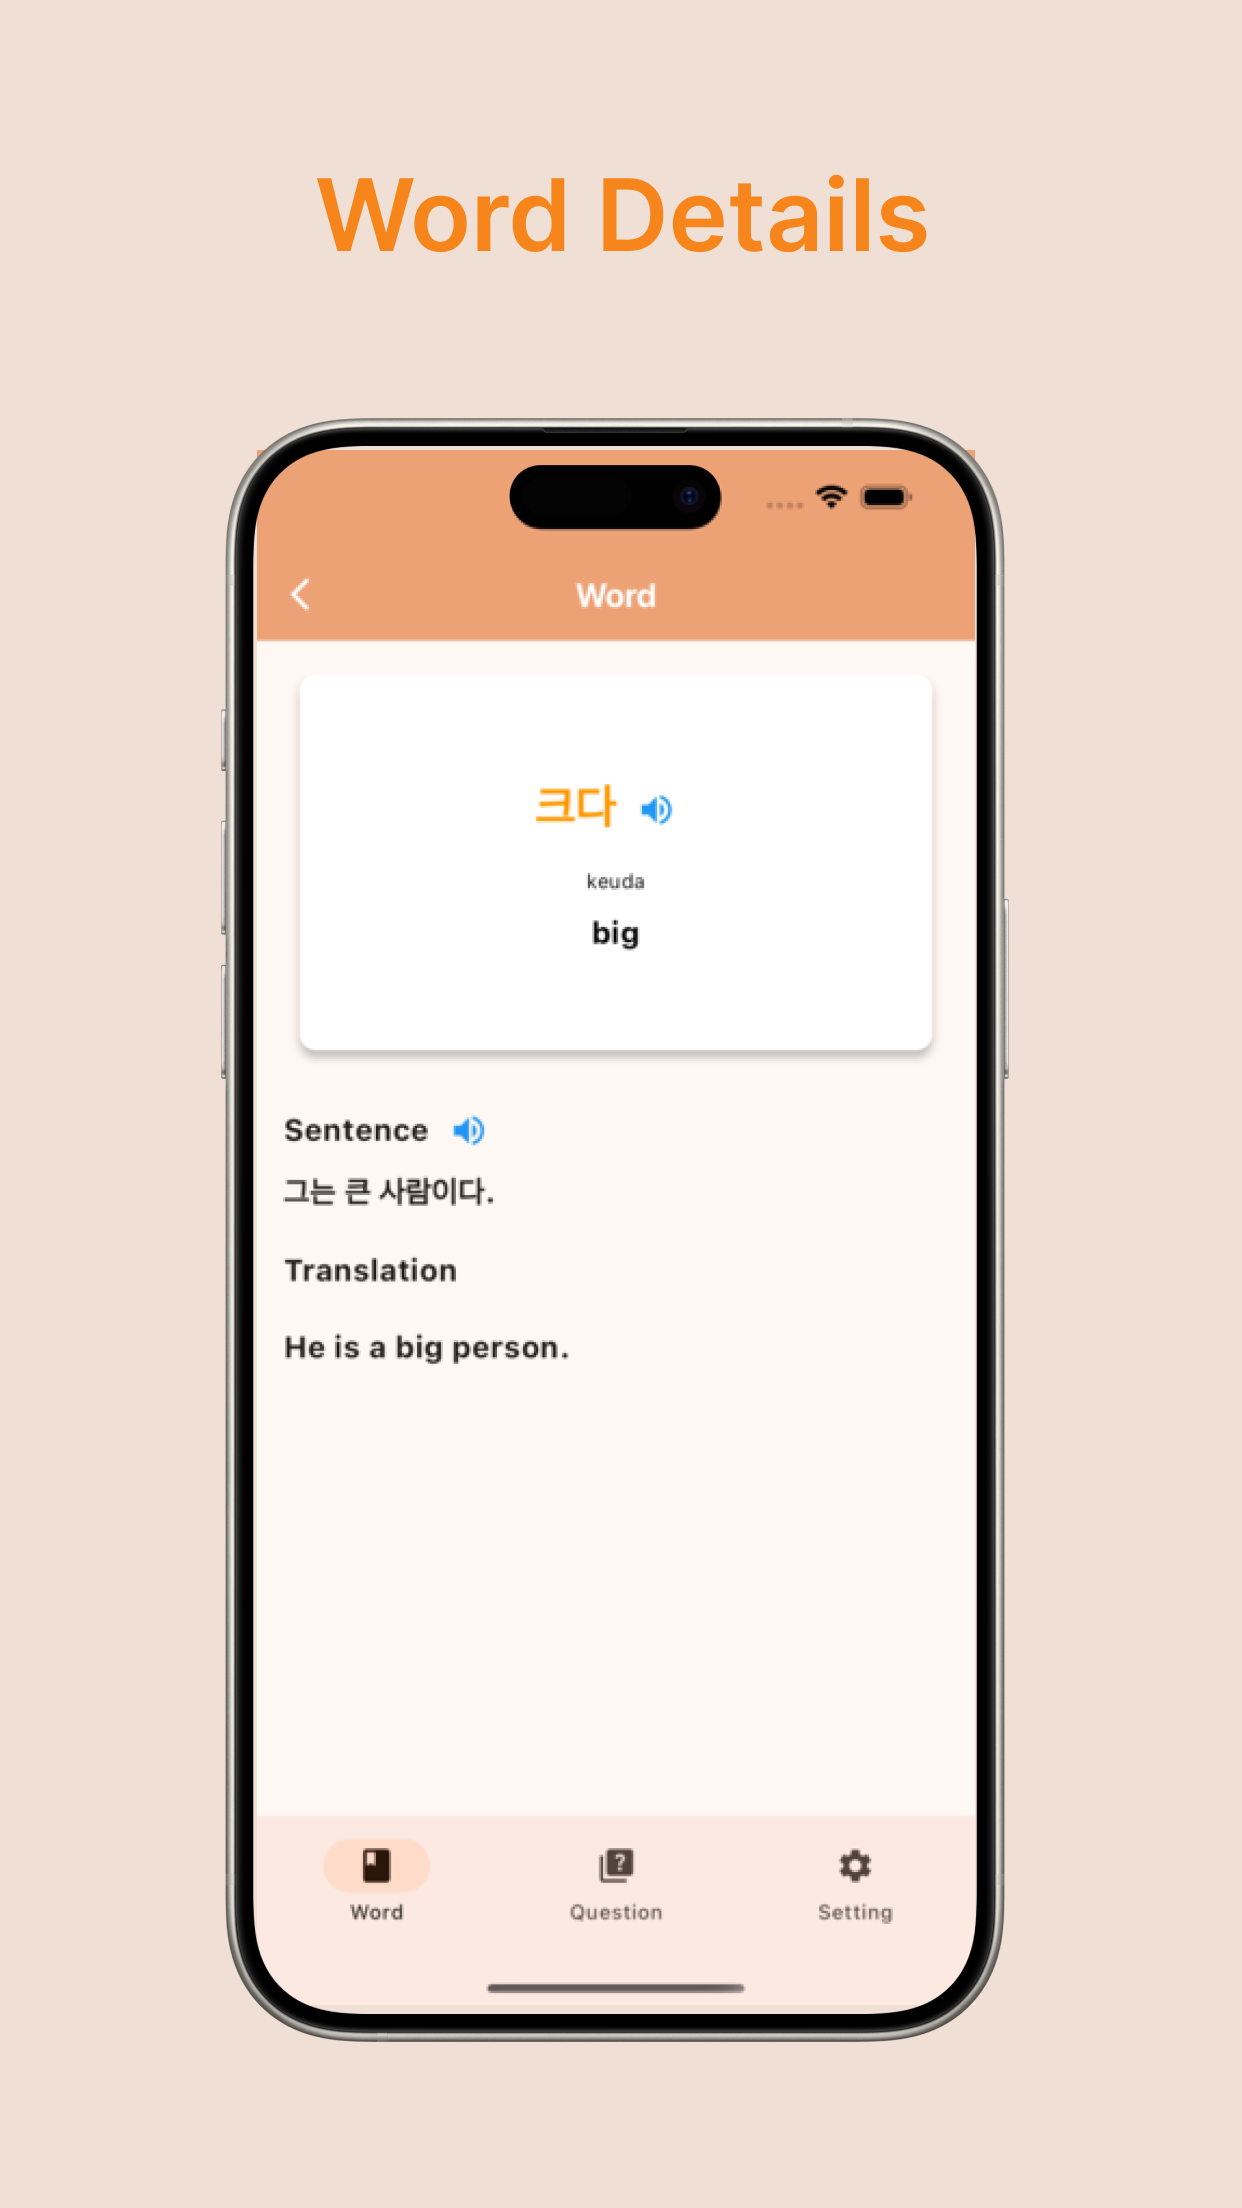 Word Details
Word
크다
keuda
big
Sentence
그는 큰 사람이다.
Translation
He is a big person.
Word
Question
Setting